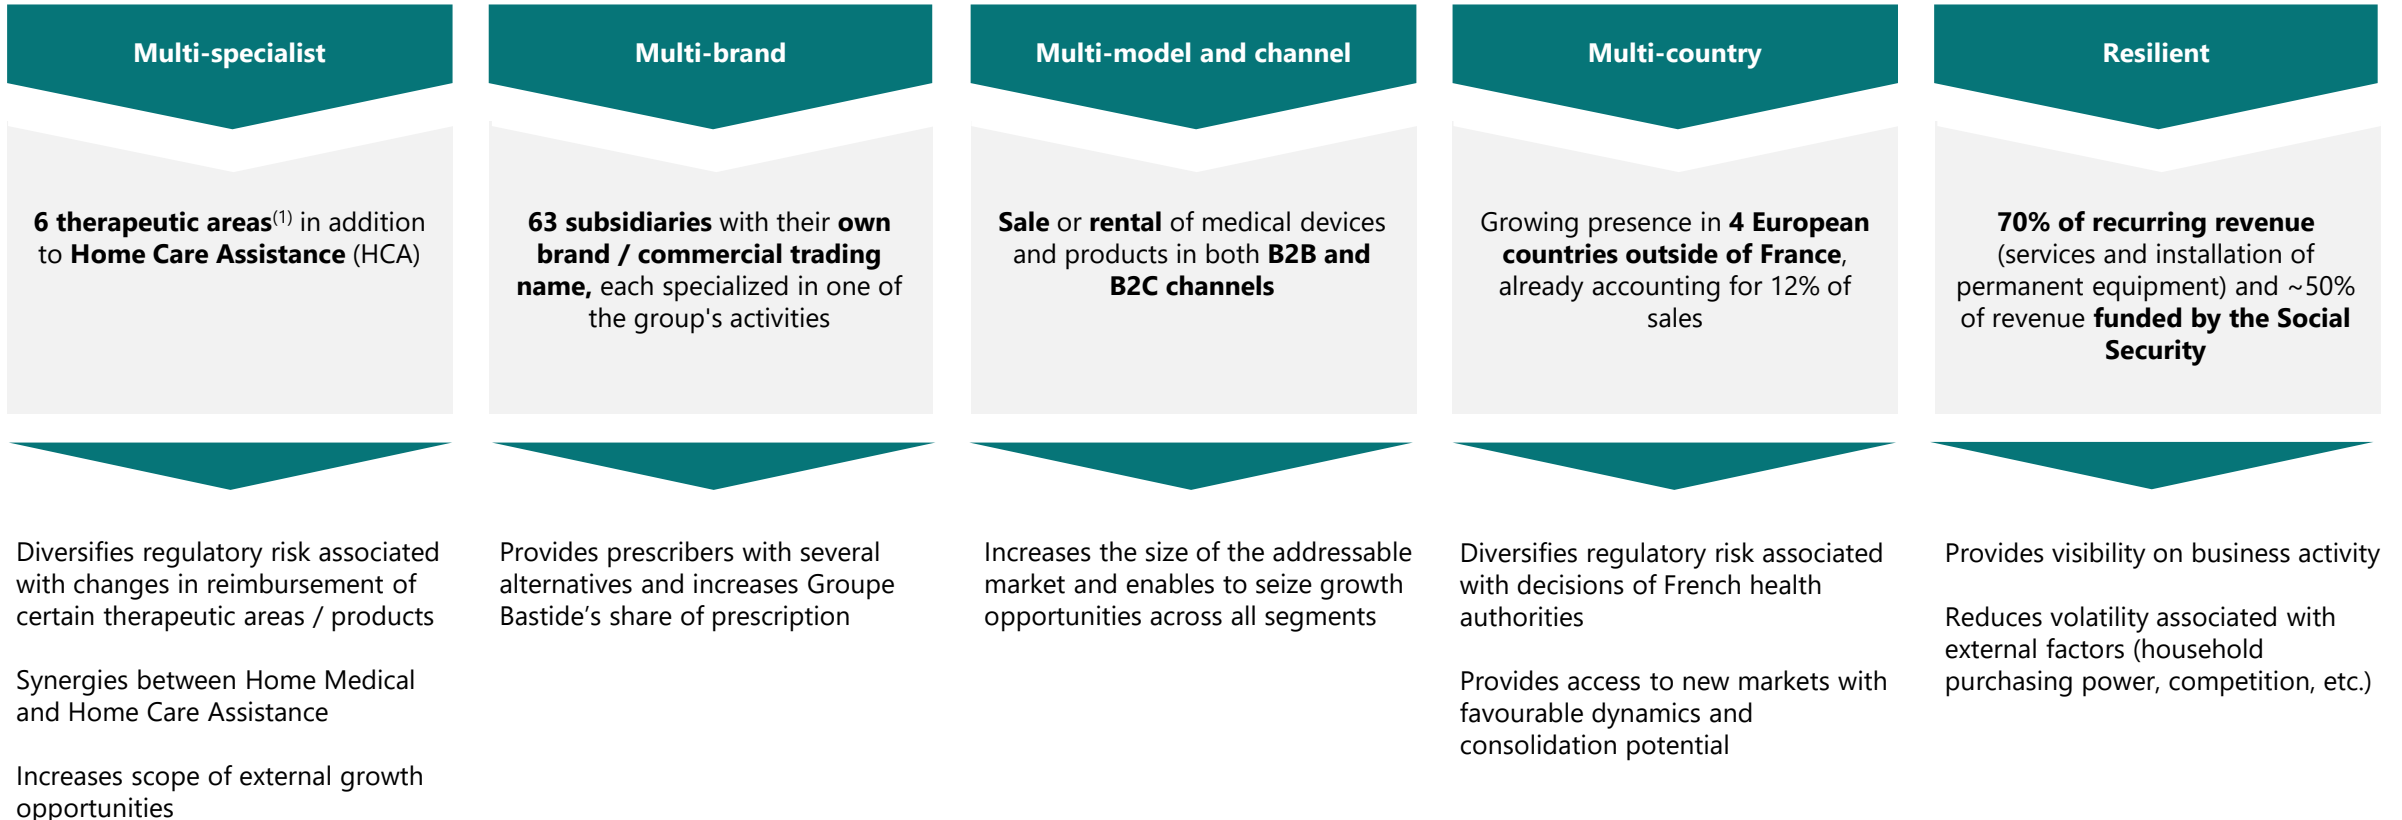 Multi-specialist
6 therapeutic areas(1) in addition
to Home Care Assistance (HCA)
Diversifies regulatory risk associated
with changes in reimbursement of
certain therapeutic areas / products
Synergies between Home Medical
and Home Care Assistance
Increases scope of external growth
opportunities
Multi-brand
63 subsidiaries with their own
brand / commercial trading
name, each specialized in one of
the group's activities
Provides prescribers with several
alternatives and increases Groupe
Bastide’s share of prescription
Multi-model and channel
Sale or rental of medical devices
and products in both B2B and
B2C channels
Increases the size of the addressable
market and enables to seize growth
opportunities across all segments
Multi-country
Growing presence in 4 European
countries outside of France,
already accounting for 12% of
sales
Diversifies regulatory risk associated
with decisions of French health
authorities
Provides access to new markets with
favourable dynamics and
consolidation potential
Resilient
70% of recurring revenue
(services and installation of
permanent equipment) and ~50%
of revenue funded by the Social
Security
Provides visibility on business activity
Reduces volatility associated with
external factors (household
purchasing power, competition, etc.)